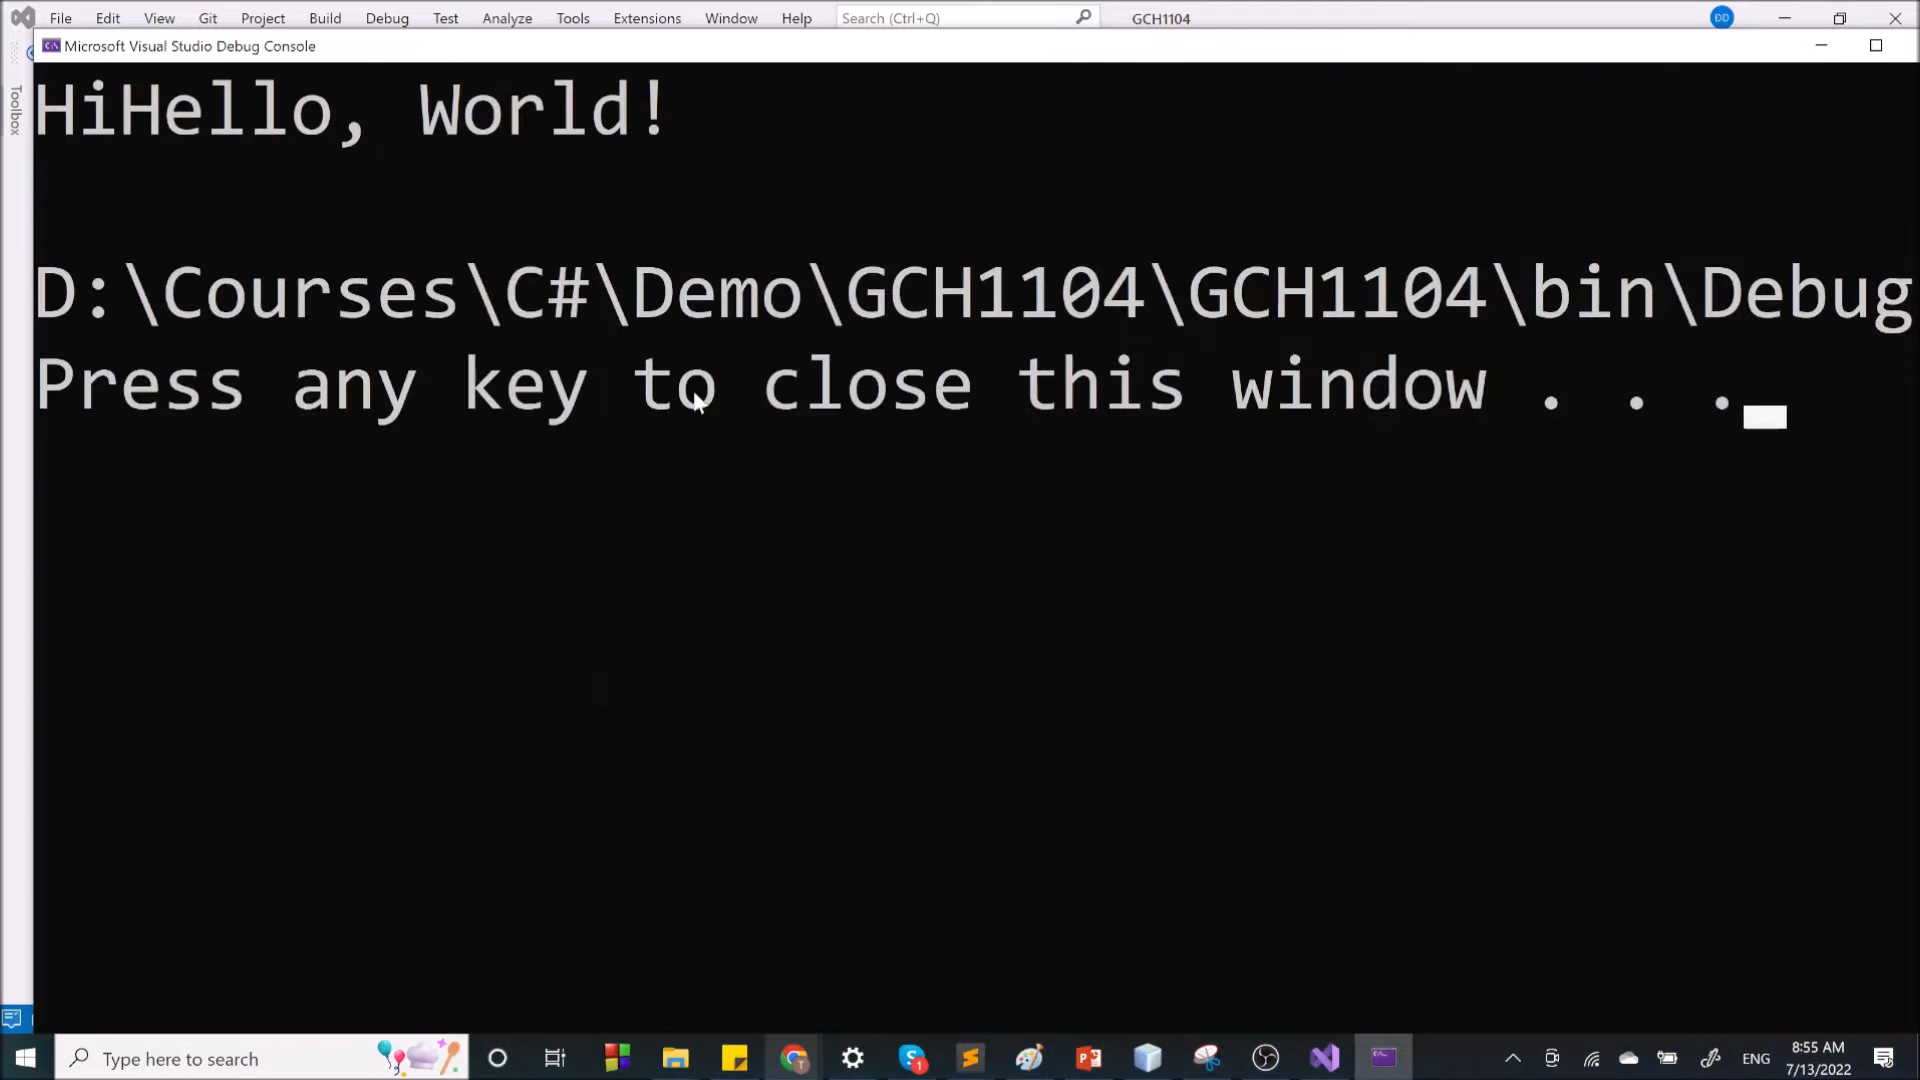 File Edit View Git Project Build Debug Test Analyze Tools Extensions Window Help Search (Ctrl+Q) GCH1104 DD
Microsoft Visual Studio Debug Console
Toolbox
HiHello, World!
D:\Courses\C#\Demo\GCH1104\GCH1104\bin\Debug
Press any key to close this window . . .
Type here to search
1
ENG
8:55 AM
7/13/2022